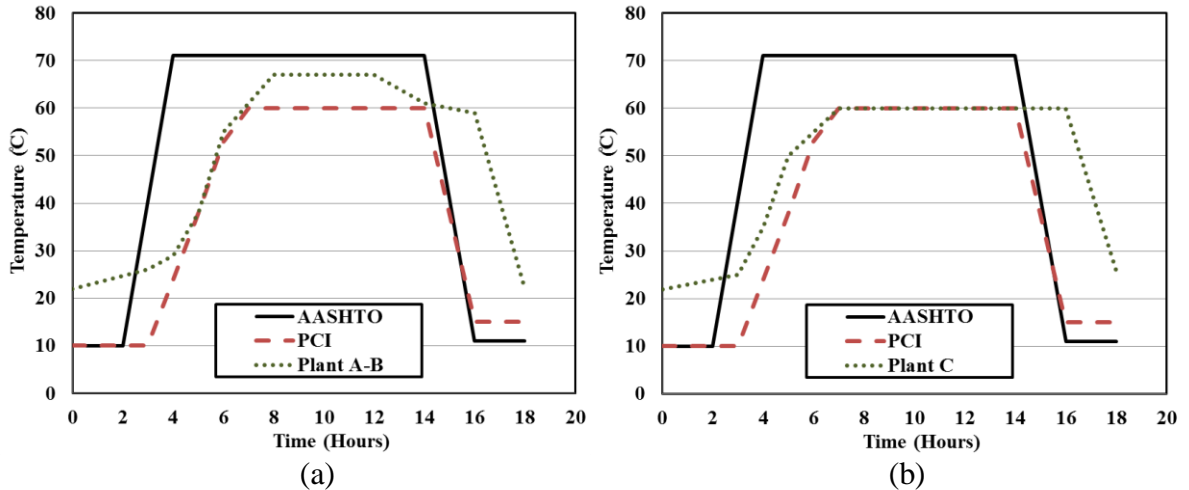 80
70
60
50
40
30
20
10
0
Temperature (ُC)
AASHTO
PCI
Plant A-B
0 2 4 6 8 10 12 14 16 18 20
Time (Hours)
(a)
80
70
60
50
40
30
20
10
0
Temperature (ُC)
AASHTO
PCI
Plant C
0 2 4 6 8 10 12 14 16 18 20
Time (Hours)
(b)